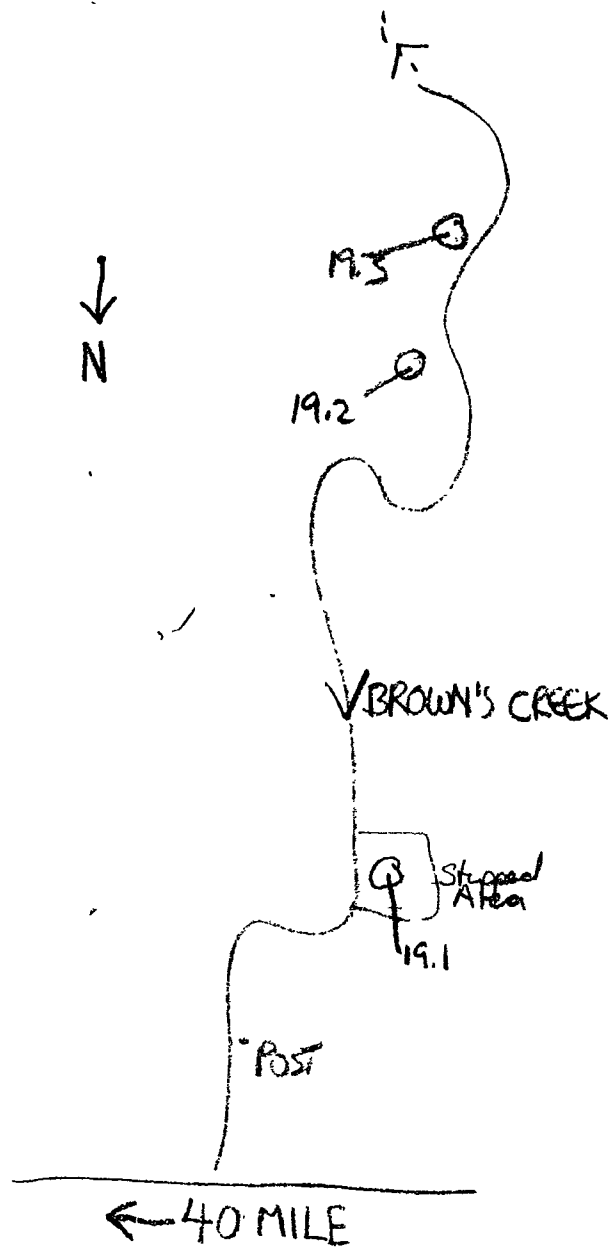 19.3
N
19.2
BROWN'S CREEK
Stripped
Area
19.1
POST
← 40 MILE